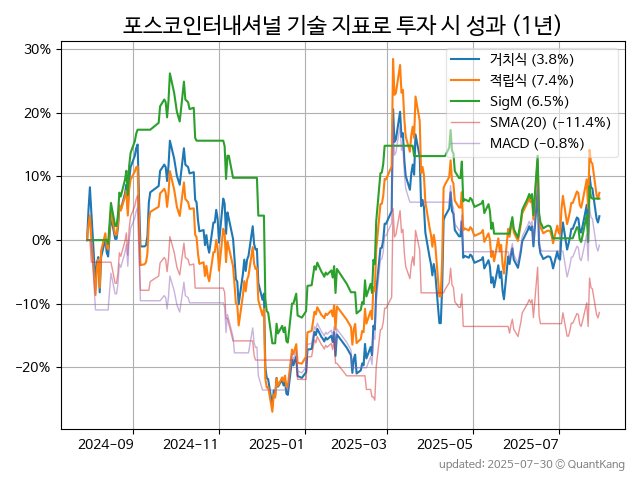 포스코인터내셔널 기술 지표로 투자 시 성과 (1년)
30%
20%
10%
0%
−10%
−20%
거치식 (3.8%)
적립식 (7.4%)
SigM (6.5%)
SMA(20) (−11.4%)
MACD (−0.8%)
2024-09
2024-11
2025-01
2025-03
2025-05
2025-07
updated: 2025-07-30 © QuantKang